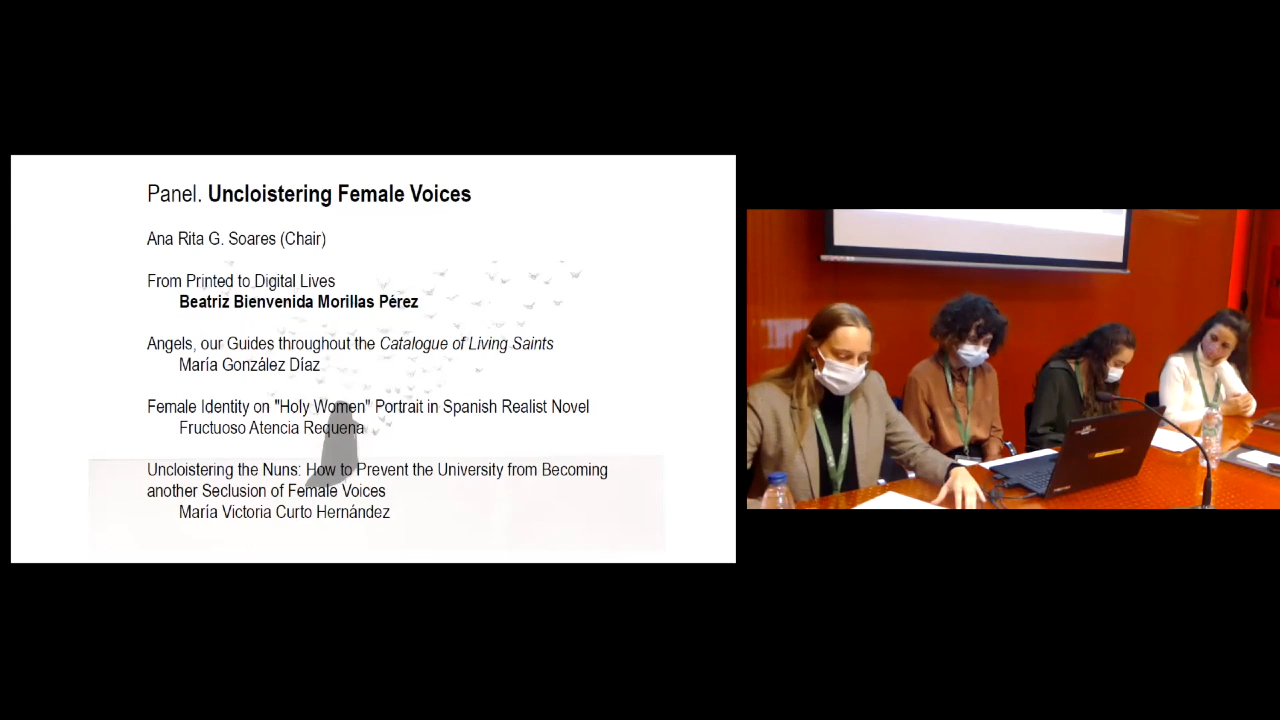 Panel. Uncloistering Female Voices
Ana Rita G. Soares (Chair)
From Printed to Digital Lives
Beatriz Bienvenida Morillas Pérez
Angels, our Guides throughout the Catalogue of Living Saints
María González Díaz
Female Identity on "Holy Women" Portrait in Spanish Realist Novel
Fructuoso Atencia Requena
Uncloistering the Nuns: How to Prevent the University from Becoming
another Seclusion of Female Voices
María Victoria Curto Hernández